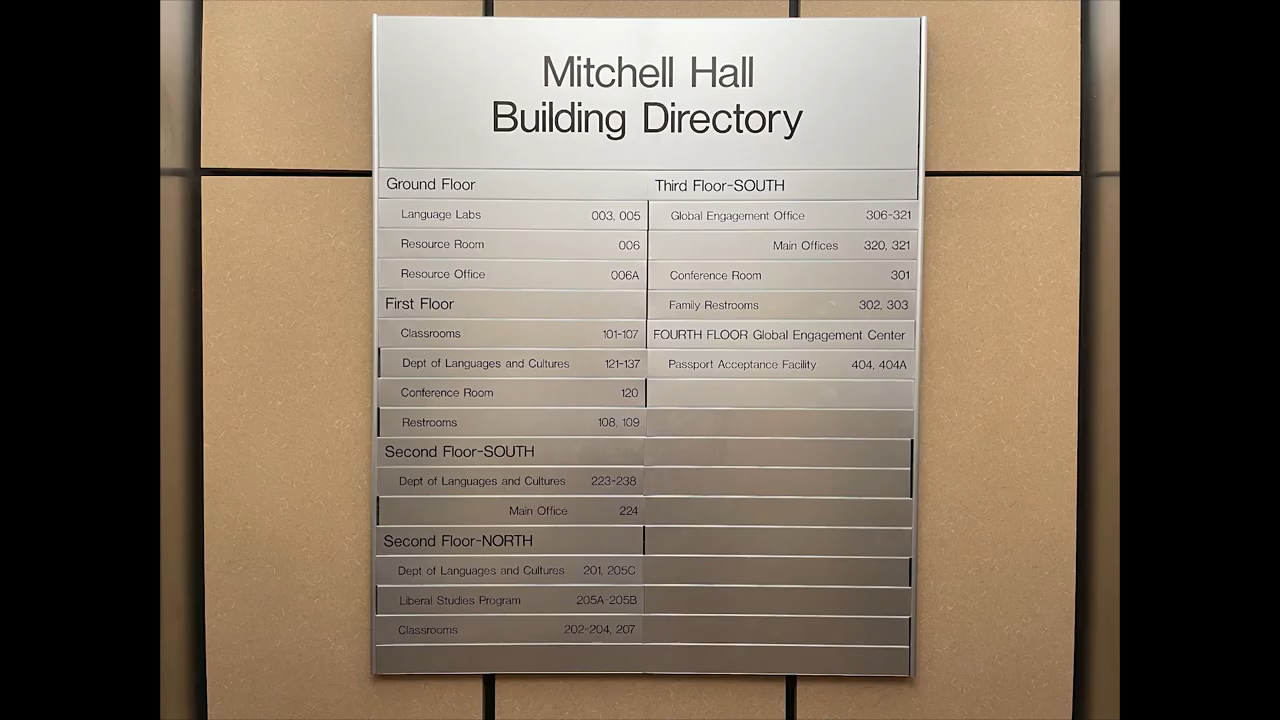 Mitchell Hall
Building Directory
Ground Floor
Language Labs 003, 005
Resource Room 006
Resource Office 006A
First Floor
Classrooms 101-107
Dept of Languages and Cultures 121-137
Conference Room 120
Restrooms 108, 109
Second Floor-SOUTH
Dept of Languages and Cultures 223-238
Main Office 224
Second Floor-NORTH
Dept of Languages and Cultures 201, 205C
Liberal Studies Program 205A-205B
Classrooms 202-204, 207
Third Floor-SOUTH
Global Engagement Office 306-321
Main Offices 320, 321
Conference Room 301
Family Restrooms 302, 303
FOURTH FLOOR Global Engagement Center
Passport Acceptance Facility 404, 404A